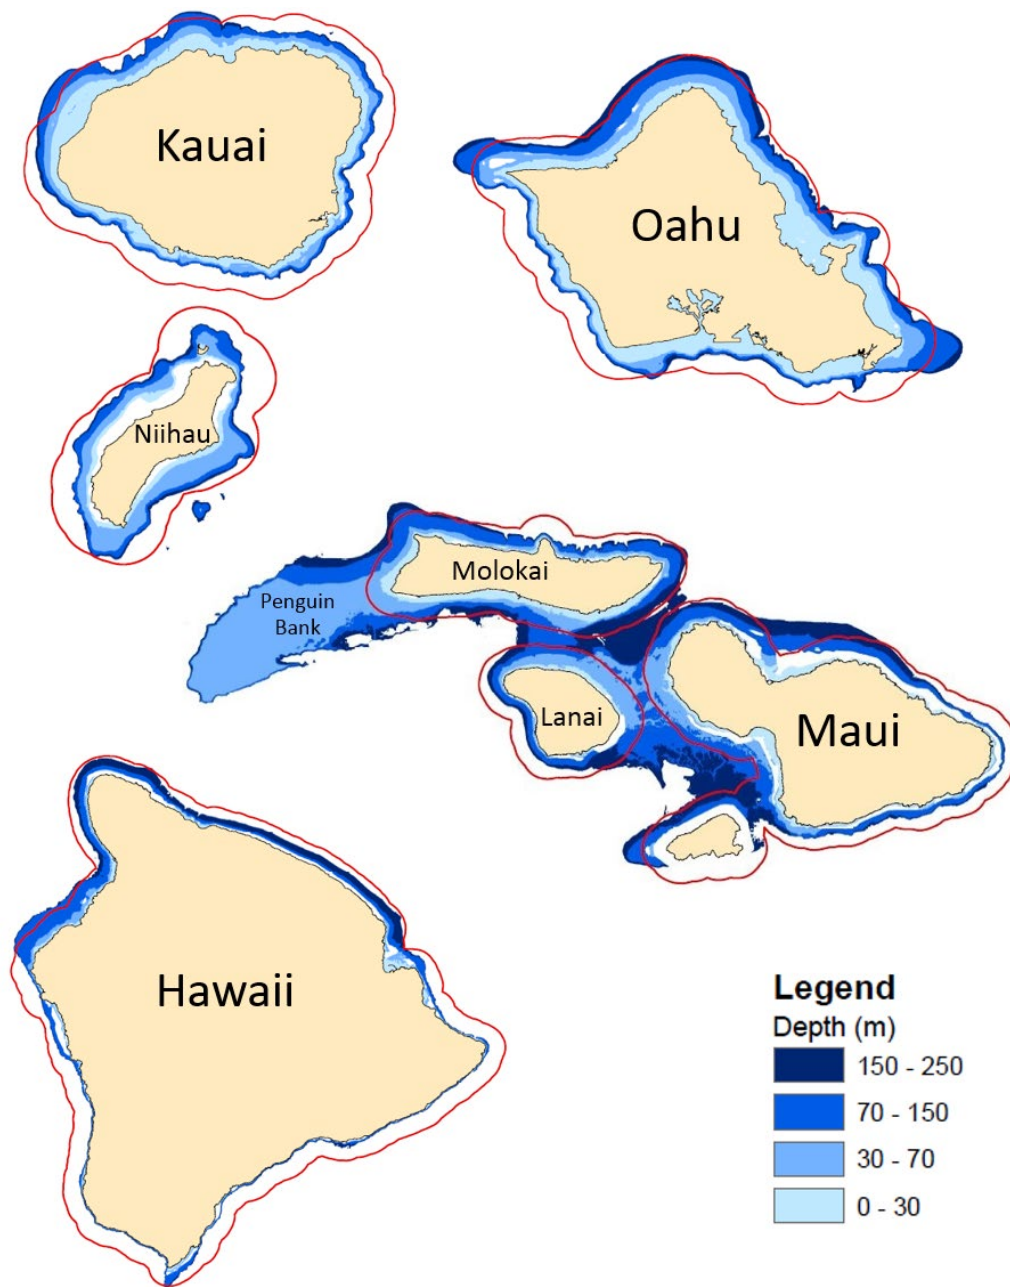 Kauai
Oahu
Niihau
Molokai
Penguin
Bank
Lanai
Maui
Hawaii
Legend
Depth (m)
150 - 250
70 - 150
30 - 70
0 - 30